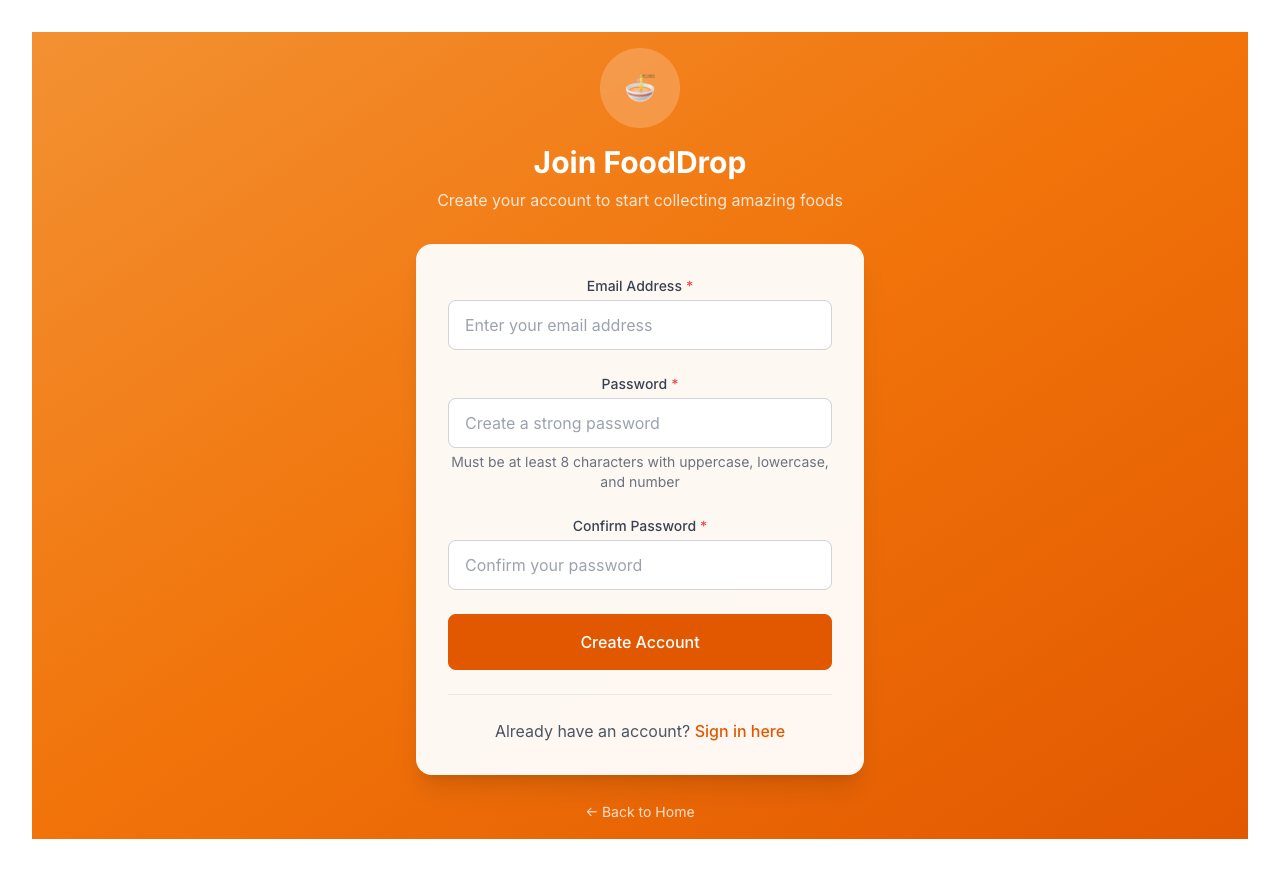 Join FoodDrop
Create your account to start collecting amazing foods
Email Address *
Enter your email address
Password *
Create a strong password
Must be at least 8 characters with uppercase, lowercase,
and number
Confirm Password *
Confirm your password
Create Account
Already have an account? Sign in here
← Back to Home